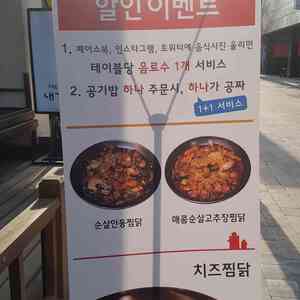 할인 이벤트
1. 페이스북, 인스타그램, 트위터에 음식사진 올리면
테이블당 음료수 1개 서비스
2. 공기밥 하나 주문시, 하나가 공짜
1+1 서비스
순살안동찜닭
매콤순살고추장찜닭
치즈찜닭